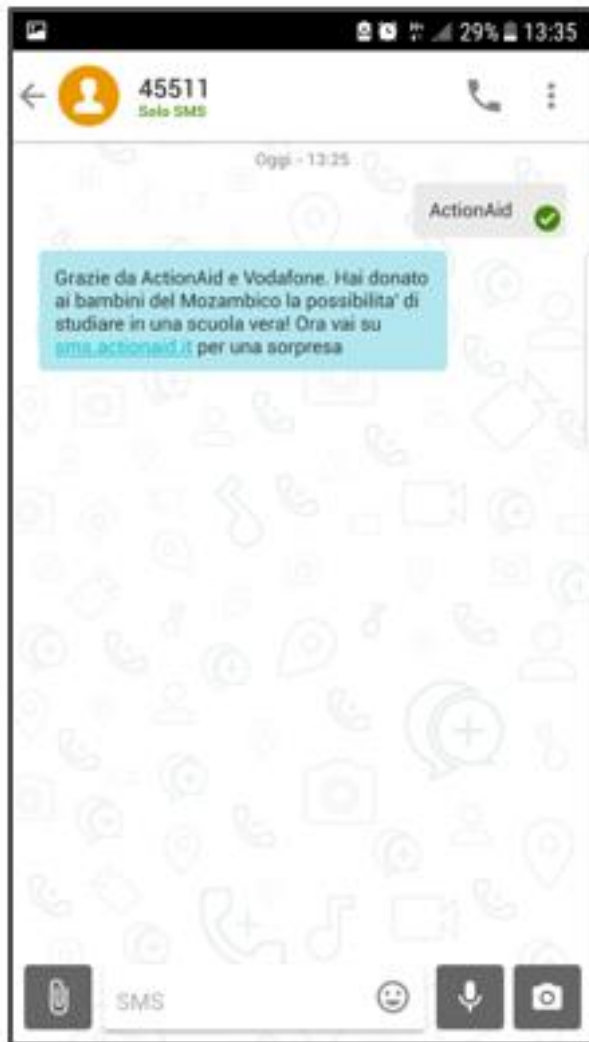 29% 13:35
45511
Solo SMS
Oggi - 13:25
ActionAid
Grazie da ActionAid e Vodafone. Hai donato
ai bambini del Mozambico la possibilita' di
studiare in una scuola vera! Ora vai su
sms.actionaid.it per una sorpresa
SMS